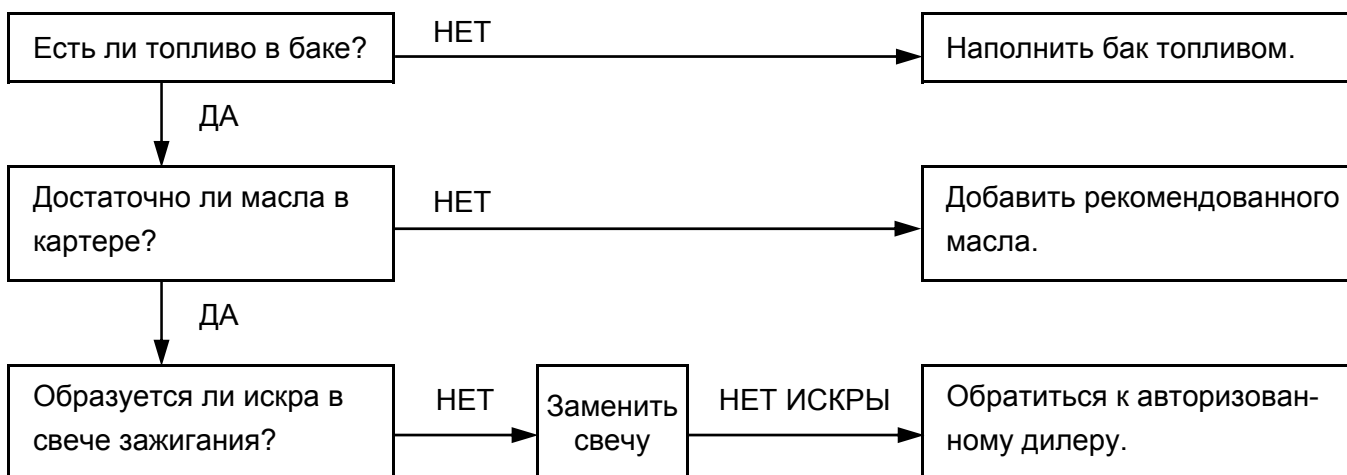 Есть ли топливо в баке?
НЕТ
Наполнить бак топливом.
ДА
Достаточно ли масла в
картере?
НЕТ
Добавить рекомендованного
масла.
ДА
Образуется ли искра в
свече зажигания?
НЕТ
Заменить
свечу
НЕТ ИСКРЫ
Обратиться к авторизован-
ному дилеру.